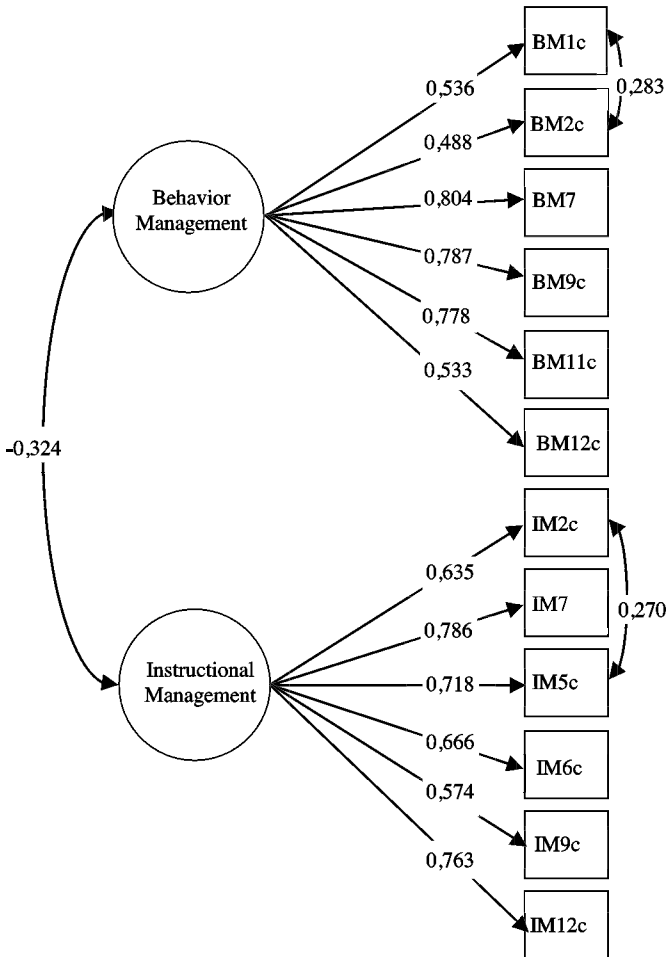 BM1c
0,536
0,283
BM2c
0,488
Behavior
Management
0,804
BM7
0,787
BM9c
0,778
BM11c
0,533
BM12c
-0,324
IM2c
0,635
IM7
0,270
0,786
Instructional
Management
0,718
IM5c
0,666
IM6c
0,574
IM9c
0,763
IM12c